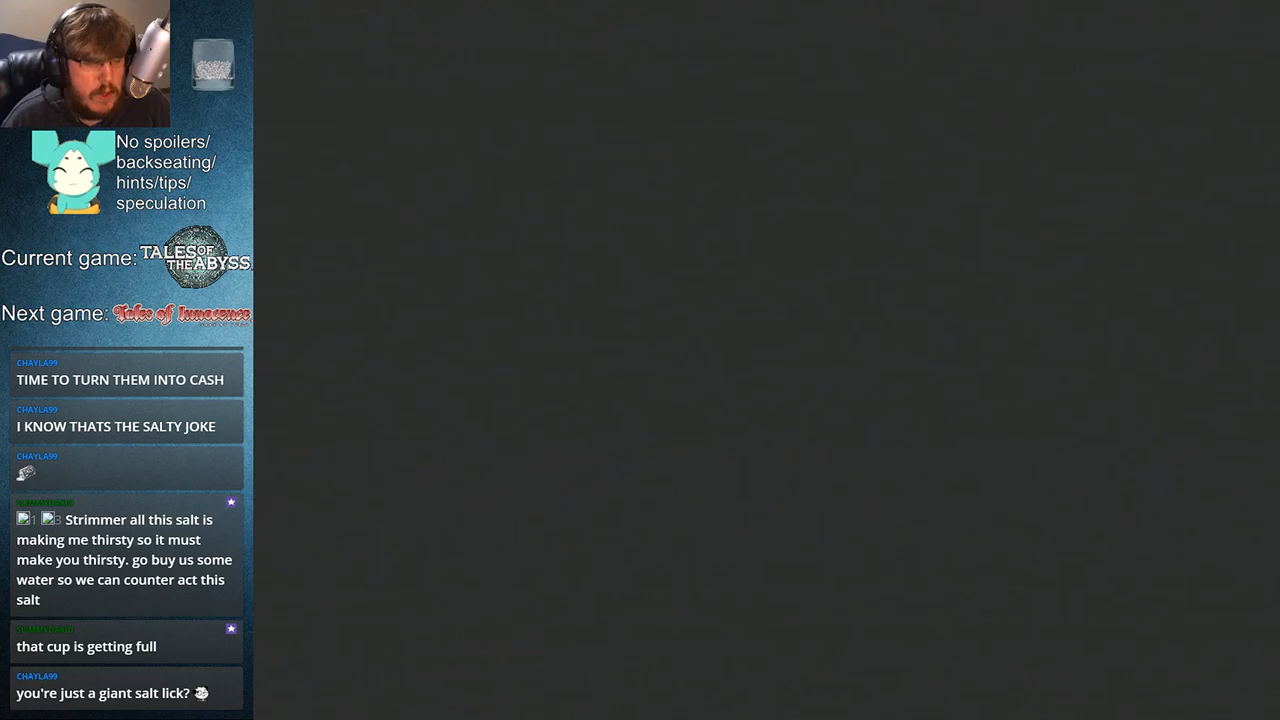 No spoilers/
backseating/
hints/tips/
speculation
Current game: TALES OF
THE ABYSS
Next game: Tales of Innocence
CHAYLA99
TIME TO TURN THEM INTO CASH
CHAYLA99
I KNOW THATS THE SALTY JOKE
CHAYLA99
1 3 Strimmer all this salt is
making me thirsty so it must
make you thirsty. go buy us some
water so we can counter act this
salt
that cup is getting full
CHAYLA99
you're just a giant salt lick?